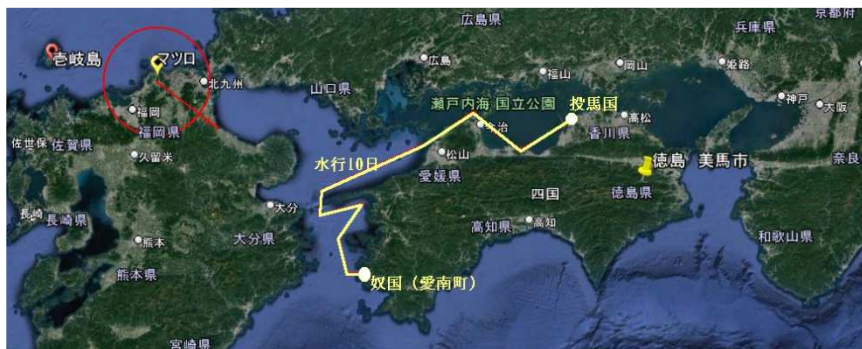 広島県
兵庫県
京都府
壱岐島
マツロ
広島
福山
岡山
姫路
北九州
山口県
神戸
大阪
瀬戸内海 国立公園
投馬国
福岡
今治
高松
福岡県
香川県
佐世保
佐賀県
久留米
水行10日
松山
愛媛県
徳島 美馬市
奈良
徳島県
四国
長崎
大分
長崎県
高知県
高知
和歌山県
熊本
大分県
熊本県
奴国（愛南町）
宮崎県